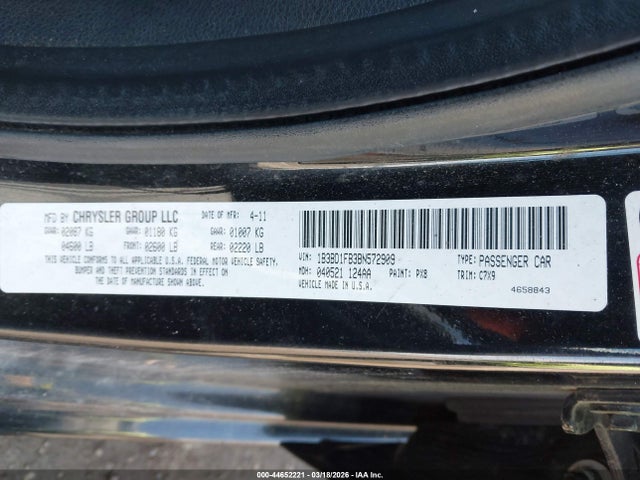 MFD BY CHRYSLER GROUP LLC DATE OF MFR 4-11
GVWR: 02087 KG GAWR: 01180 KG GAWR: 01007 KG
04600 LB FRONT: 02600 LB REAR: 02220 LB
THIS VEHICLE CONFORMS TO ALL APPLICABLE U.S.A. FEDERAL MOTOR VEHICLE SAFETY,
BUMPER AND THEFT PREVENTION STANDARDS IN EFFECT ON
THE DATE OF MANUFACTURE SHOWN ABOVE.
VIN: 1B3BD1FB3BN572909 TYPE: PASSENGER CAR
MDH: 040521 124AA PAINT: PX8 TRIM: C7X9
VEHICLE MADE IN U.S.A. 4658843
000-44652221 - 03/18/2026 - IAA Corp.